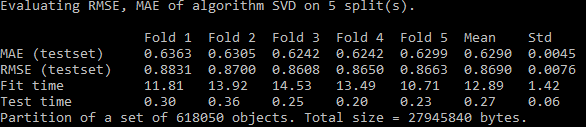 Evaluating RMSE, MAE of algorithm SVD on 5 split(s).
Fold 1 Fold 2 Fold 3 Fold 4 Fold 5 Mean Std
MAE (testset) 0.6363 0.6305 0.6242 0.6242 0.6299 0.6290 0.0045
RMSE (testset) 0.8831 0.8700 0.8608 0.8650 0.8663 0.8690 0.0076
Fit time 11.81 13.92 14.53 13.49 10.71 12.89 1.42
Test time 0.30 0.36 0.25 0.20 0.23 0.27 0.06
Partition of a set of 618050 objects. Total size = 27945840 bytes.